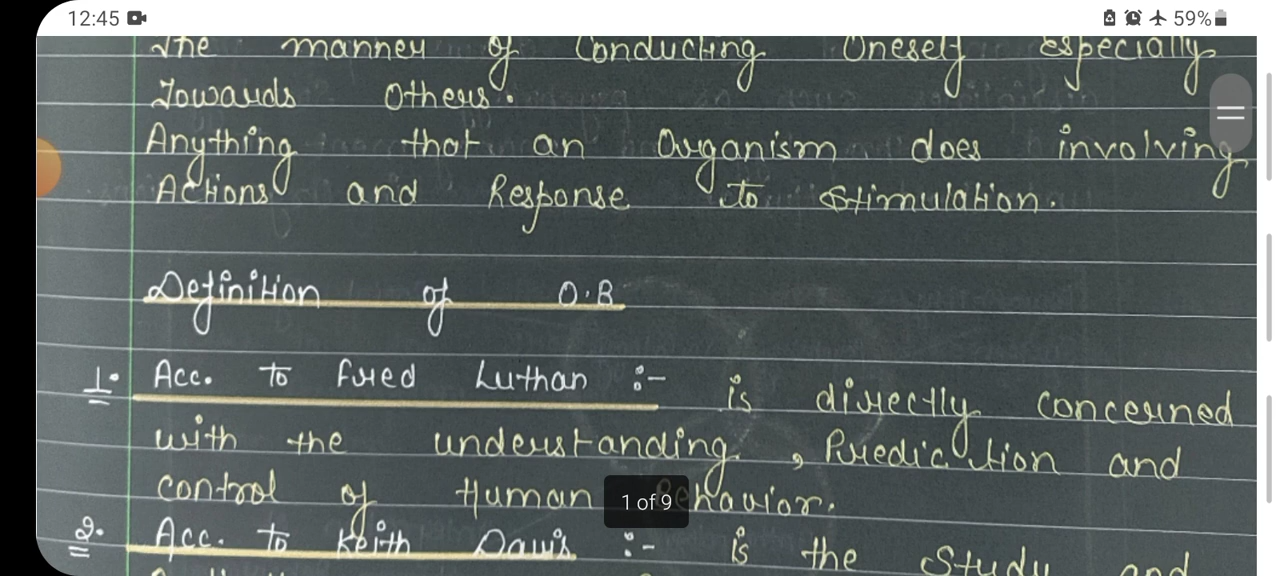 12:45
59%
The manner of Conducting Oneself especially
Towards Others.
Anything that an Organism does involving
Actions and Response to Stimulation.
Definition of O.B
1. Acc. to fred Luthan :- is directly concerned
with the understanding, Prediction and
control of Human Behavior.
1 of 9
2. Acc. to Keith Davis :- is the Study and